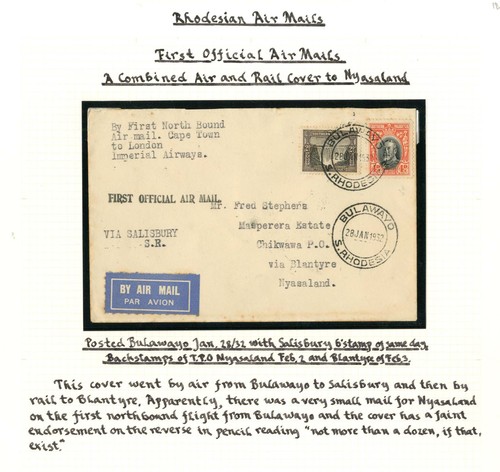 Rhodesian Air Mails
First Official Air Mails
A Combined Air and Rail Cover to Nyasaland
By First North Bound
Air mail. Cape Town
to London
Imperial Airways.
BULAWAYO
S. RHODESIA
FIRST OFFICIAL AIR MAIL.
Mr. Fred Stephens
Masperera Estate
Chikwawa P.O.
via Blantyre
Nyasaland.
VIA SALISBURY
S.R.
BULAWAYO
28 JAN 1932
S. RHODESIA
BY AIR MAIL
PAR AVION
Posted Bulawayo Jan. 28/32 with Salisbury b'stamp of same day
Backstamps of T.P.O Nyasaland Feb. 2 and Blantyre of Feb 3.
This cover went by air from Bulawayo to Salisbury and then by
rail to Blantyre. Apparently, there was a very small mail for Nyasaland
on the first northbound flight from Bulawayo and the cover has a faint
endorsement on the reverse in pencil reading "not more than a dozen, if that,
exist."